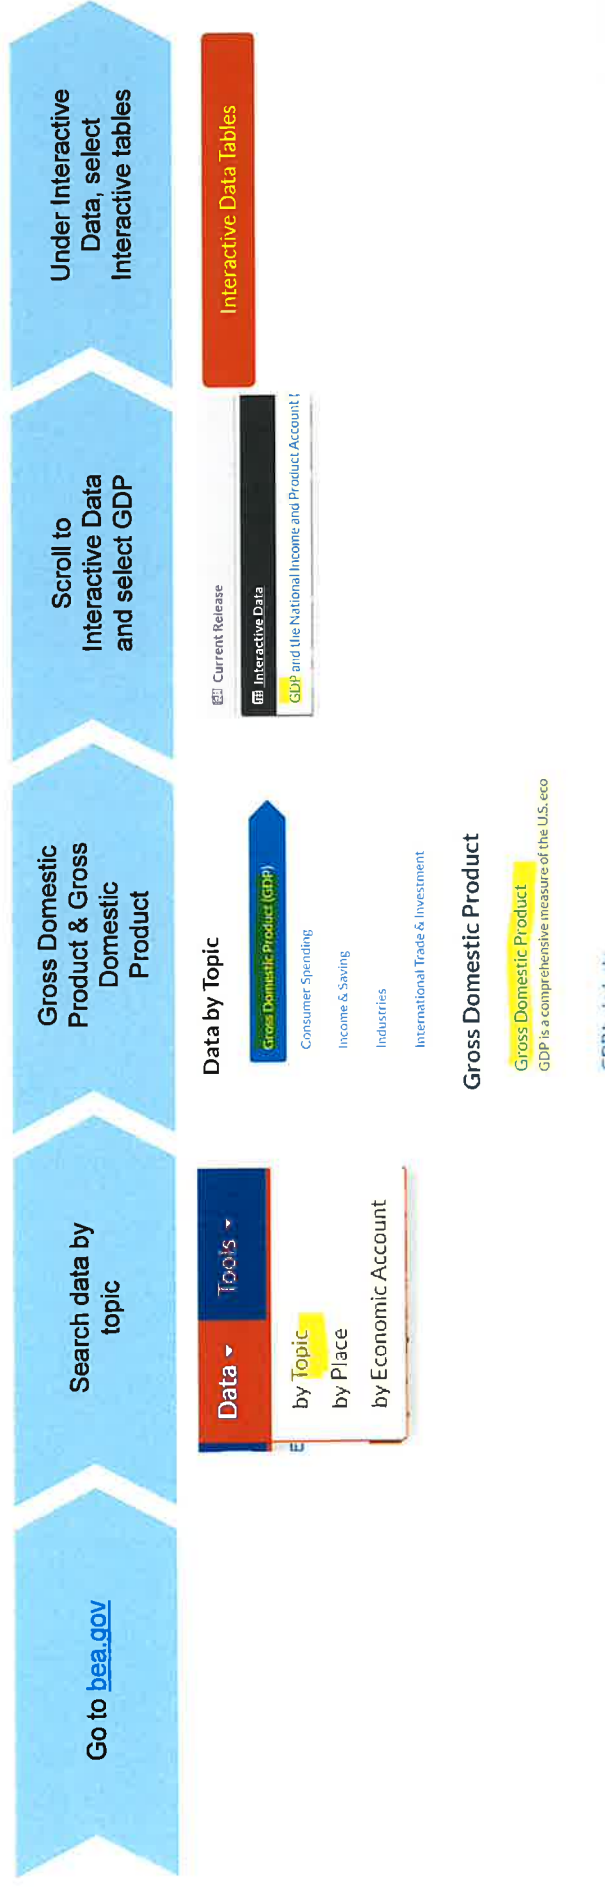 Go to bea.gov
Search data by
topic
Gross Domestic
Product & Gross
Domestic
Product
Scroll to
Interactive Data
and select GDP
Under Interactive
Data, select
Interactive tables
Data
Tools
E
by Topic
by Place
by Economic Account
Data by Topic
Gross Domestic Product (GDP)
Consumer Spending
Income & Saving
Industries
International Trade & Investment
Gross Domestic Product
Gross Domestic Product
GDP is a comprehensive measure of the U.S. eco
Current Release
Interactive Data
GDP and the National Income and Product Account
Interactive Data Tables